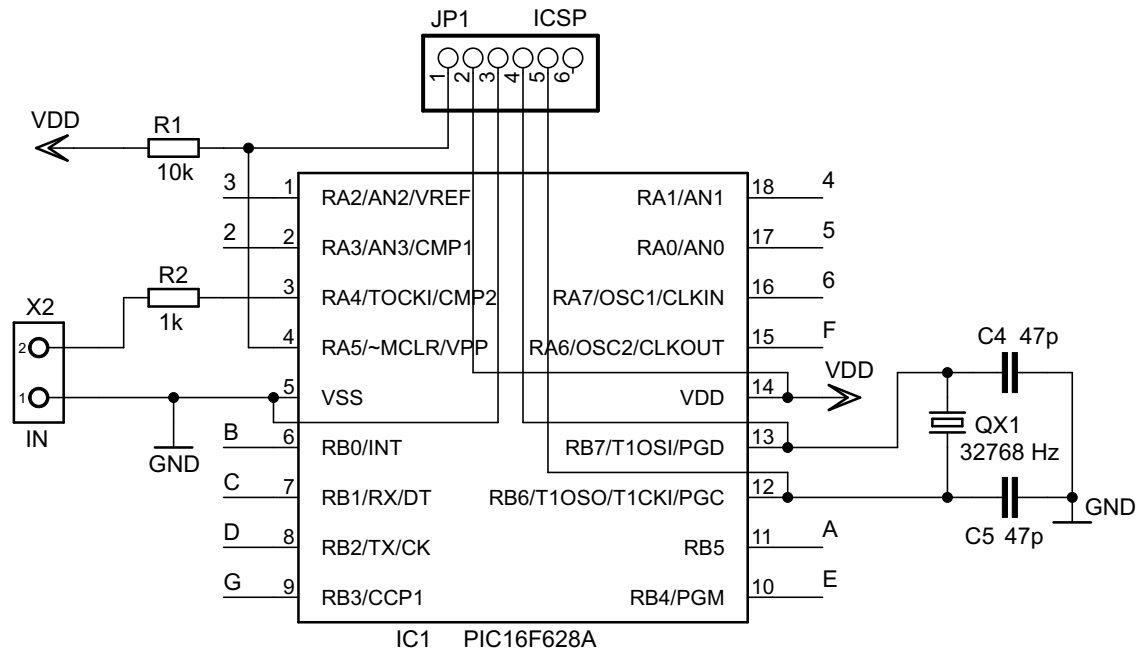 JP1 ICSP
1 2 3 4 5 6
VDD
R1
10k
3 1 RA2/AN2/VREF RA1/AN1 18 4
2 2 RA3/AN3/CMP1 RA0/AN0 17 5
R2
1k
3 RA4/TOCKI/CMP2 RA7/OSC1/CLKIN 16 6
X2
2
4 RA5/~MCLR/VPP RA6/OSC2/CLKOUT 15 F
C4 47p
1
IN
5 VSS VDD 14 VDD
GND
B 6 RB0/INT RB7/T1OSI/PGD 13
QX1
32768 Hz
C 7 RB1/RX/DT RB6/T1OSO/T1CKI/PGC 12
GND
C5 47p
D 8 RB2/TX/CK RB5 11 A
G 9 RB3/CCP1 RB4/PGM 10 E
IC1 PIC16F628A